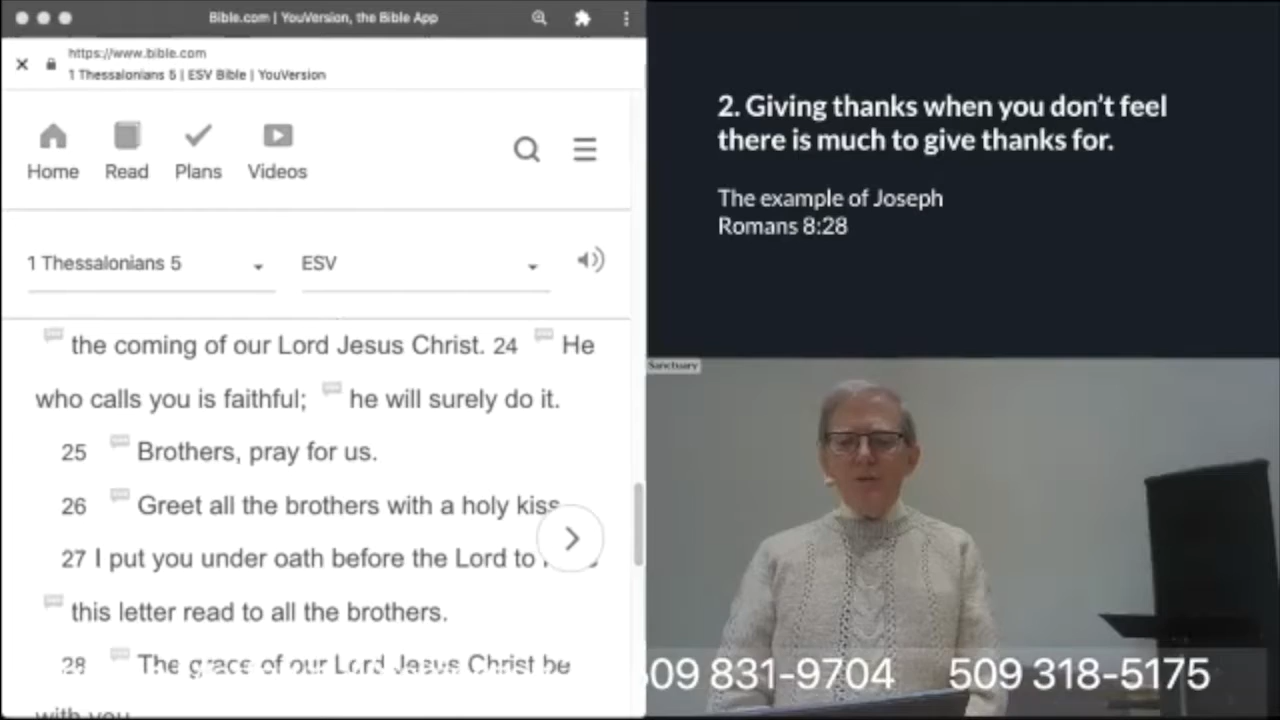 Bible.com | YouVersion, the Bible App
https://www.bible.com
1 Thessalonians 5 | ESV Bible | YouVersion
Home Read Plans Videos
1 Thessalonians 5 ESV
the coming of our Lord Jesus Christ. 24 He
who calls you is faithful; he will surely do it.
25 Brothers, pray for us.
26 Greet all the brothers with a holy kiss
27 I put you under oath before the Lord to
this letter read to all the brothers.
28 The grace of our Lord Jesus Christ be
with you
2. Giving thanks when you don't feel
there is much to give thanks for.
The example of Joseph
Romans 8:28
Sanctuary
509 831-9704 509 318-5175